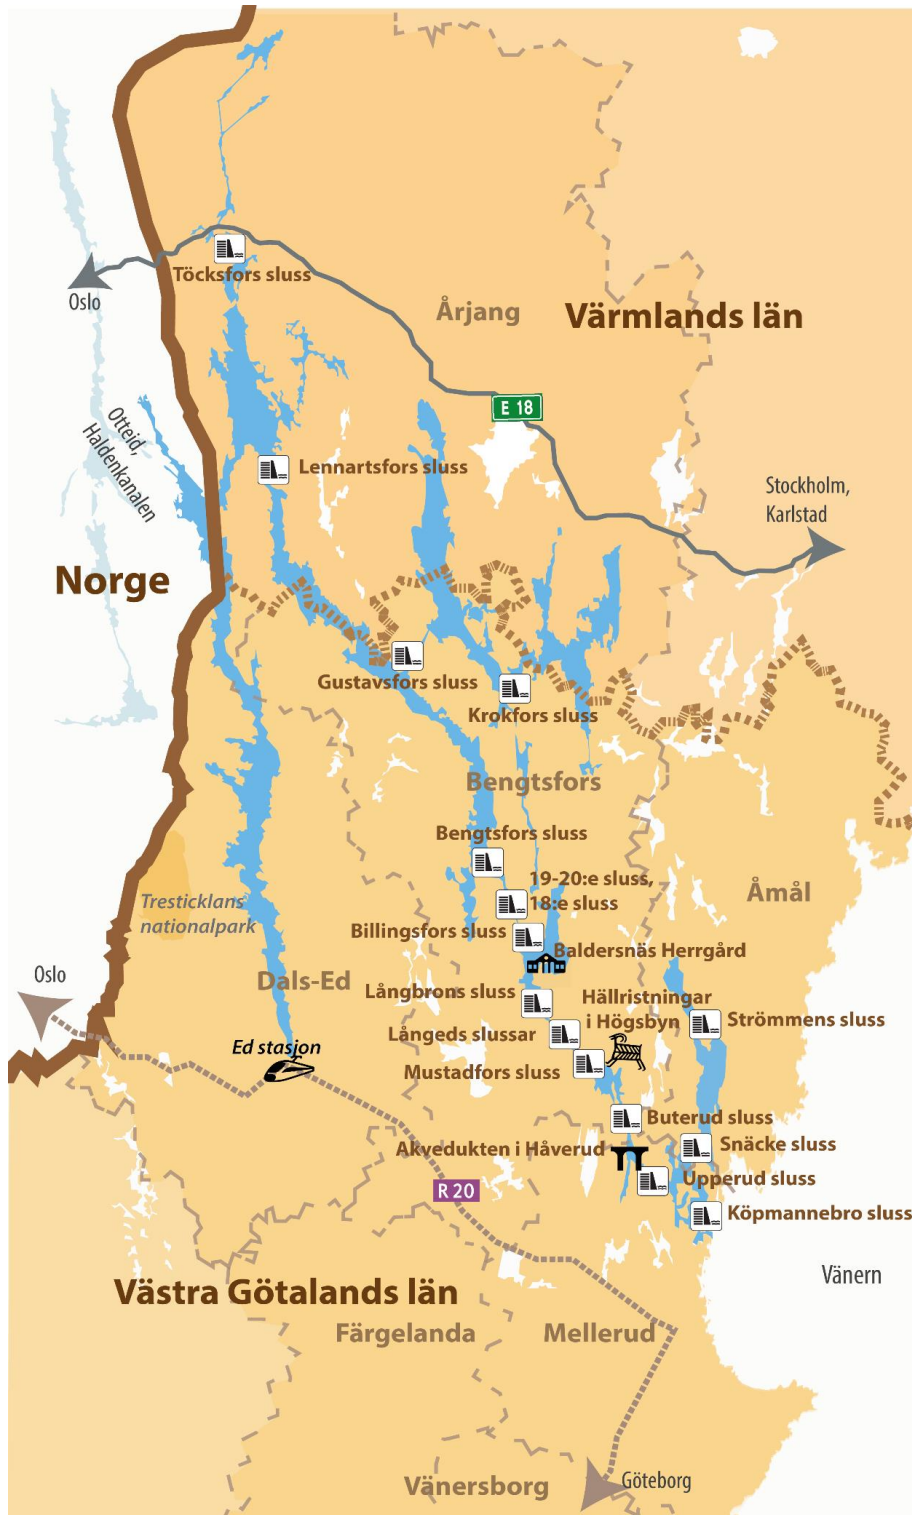 Töcksfors sluss
Oslo
Årjang
Värmlands län
E 18
Otteid,
Haldenkanalen
Lennartsfors sluss
Stockholm,
Karlstad
Norge
Gustavsfors sluss
Krokfors sluss
Bengtsfors
Bengtsfors sluss
19-20:e sluss,
18:e sluss
Åmål
Tresticklans
nationalpark
Billingsfors sluss
Baldersnäs Herrgård
Oslo
Dals-Ed
Långbrons sluss
Hällristningar
i Högsbyn
Strömmens sluss
Långeds slussar
Ed stasjon
Mustadfors sluss
Buterud sluss
Akvedukten i Håverud
Snäcke sluss
Upperud sluss
R 20
Köpmannebro sluss
Vänern
Västra Götalands län
Färgelanda
Mellerud
Vänersborg
Göteborg